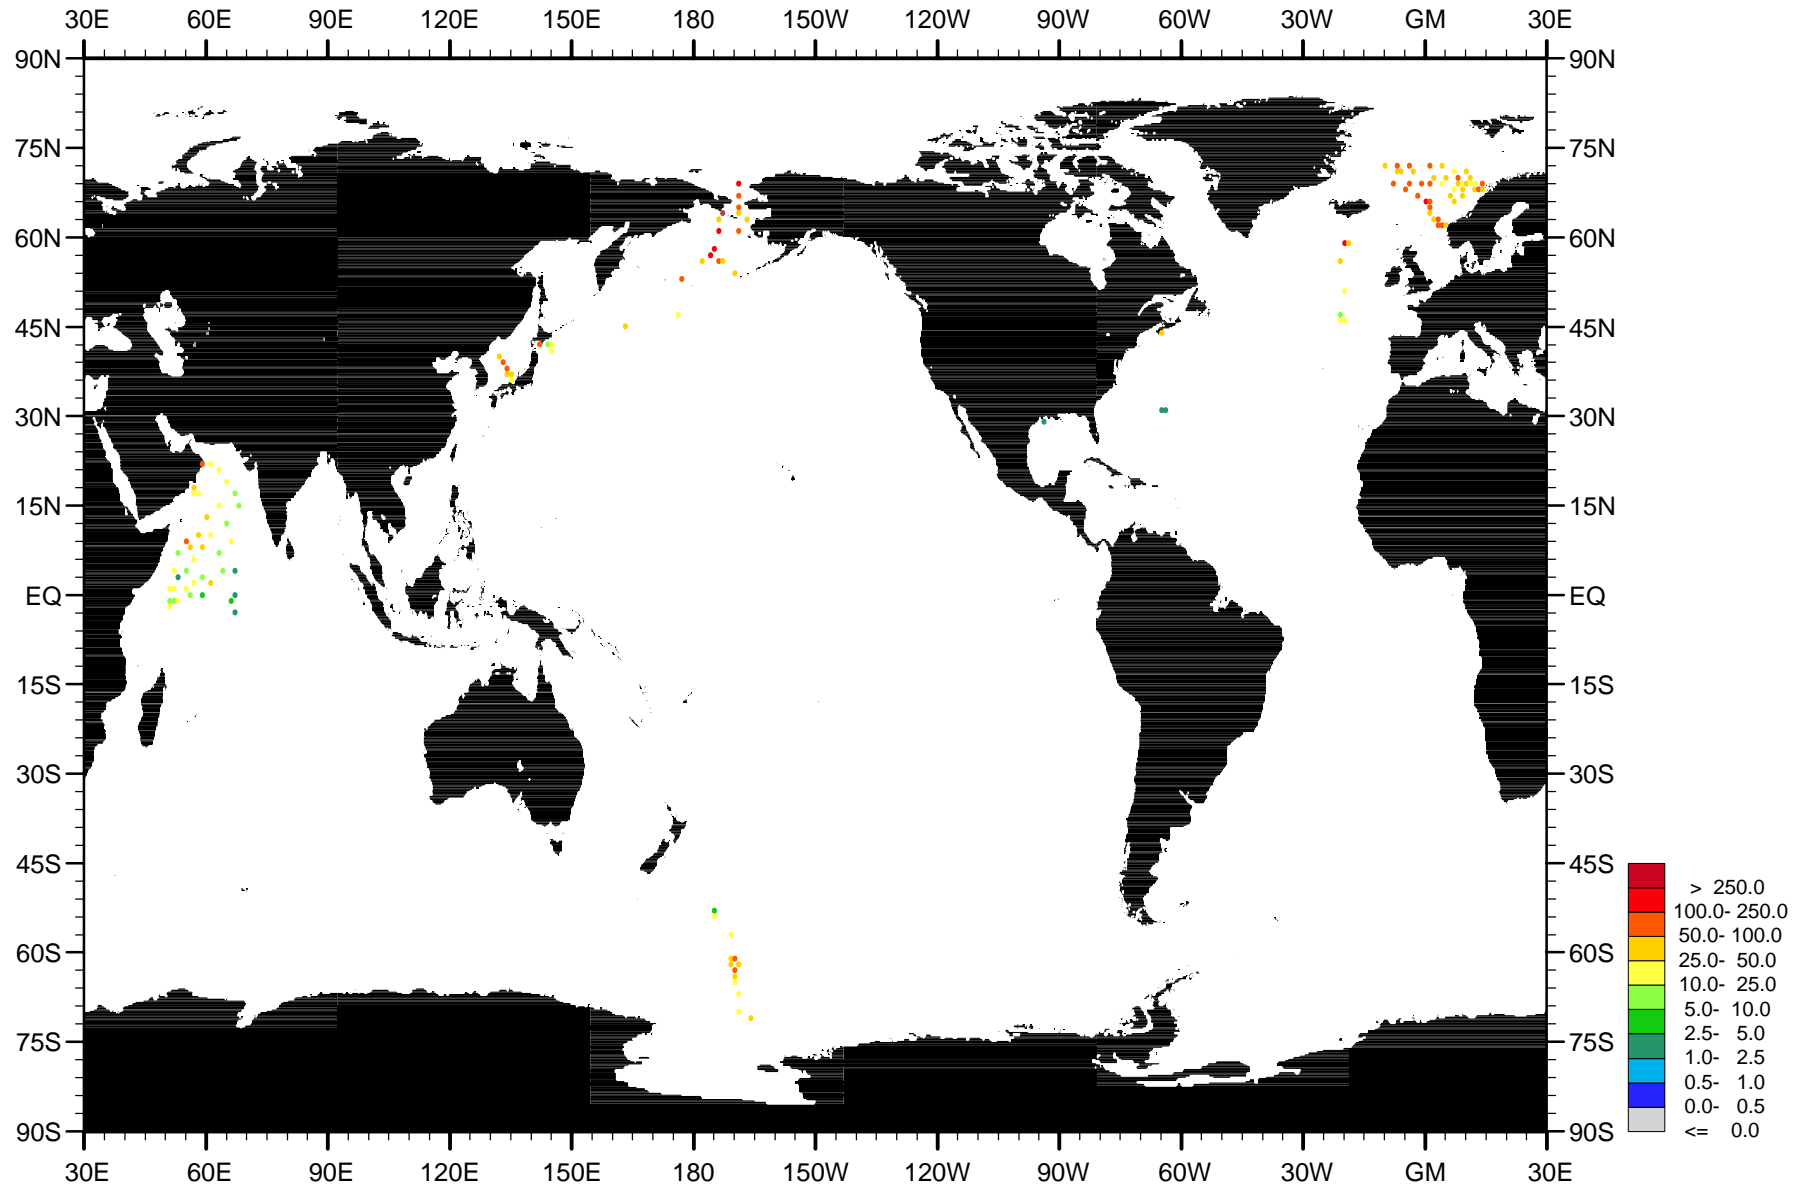 30E 60E 90E 120E 150E 180 150W 120W 90W 60W 30W GM 30E
90N 90N
75N 75N
60N 60N
45N 45N
30N 30N
15N 15N
EQ EQ
15S 15S
30S 30S
45S 45S
60S 60S
75S 75S
90S 90S
> 250.0
100.0- 250.0
50.0- 100.0
25.0- 50.0
10.0- 25.0
5.0- 10.0
2.5- 5.0
1.0- 2.5
0.5- 1.0
0.0- 0.5
<= 0.0
30E 60E 90E 120E 150E 180 150W 120W 90W 60W 30W GM 30E